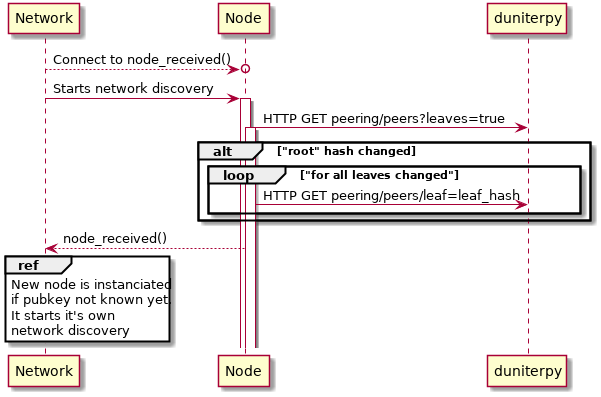 Network
Node
duniterpy
Connect to node_received()
Starts network discovery
HTTP GET peering/peers?leaves=true
alt
["root" hash changed]
loop
["for all leaves changed"]
HTTP GET peering/peers/leaf=leaf_hash
node_received()
ref
New node is instanciated
if pubkey not known yet.
It starts it's own
network discovery
Network
Node
duniterpy